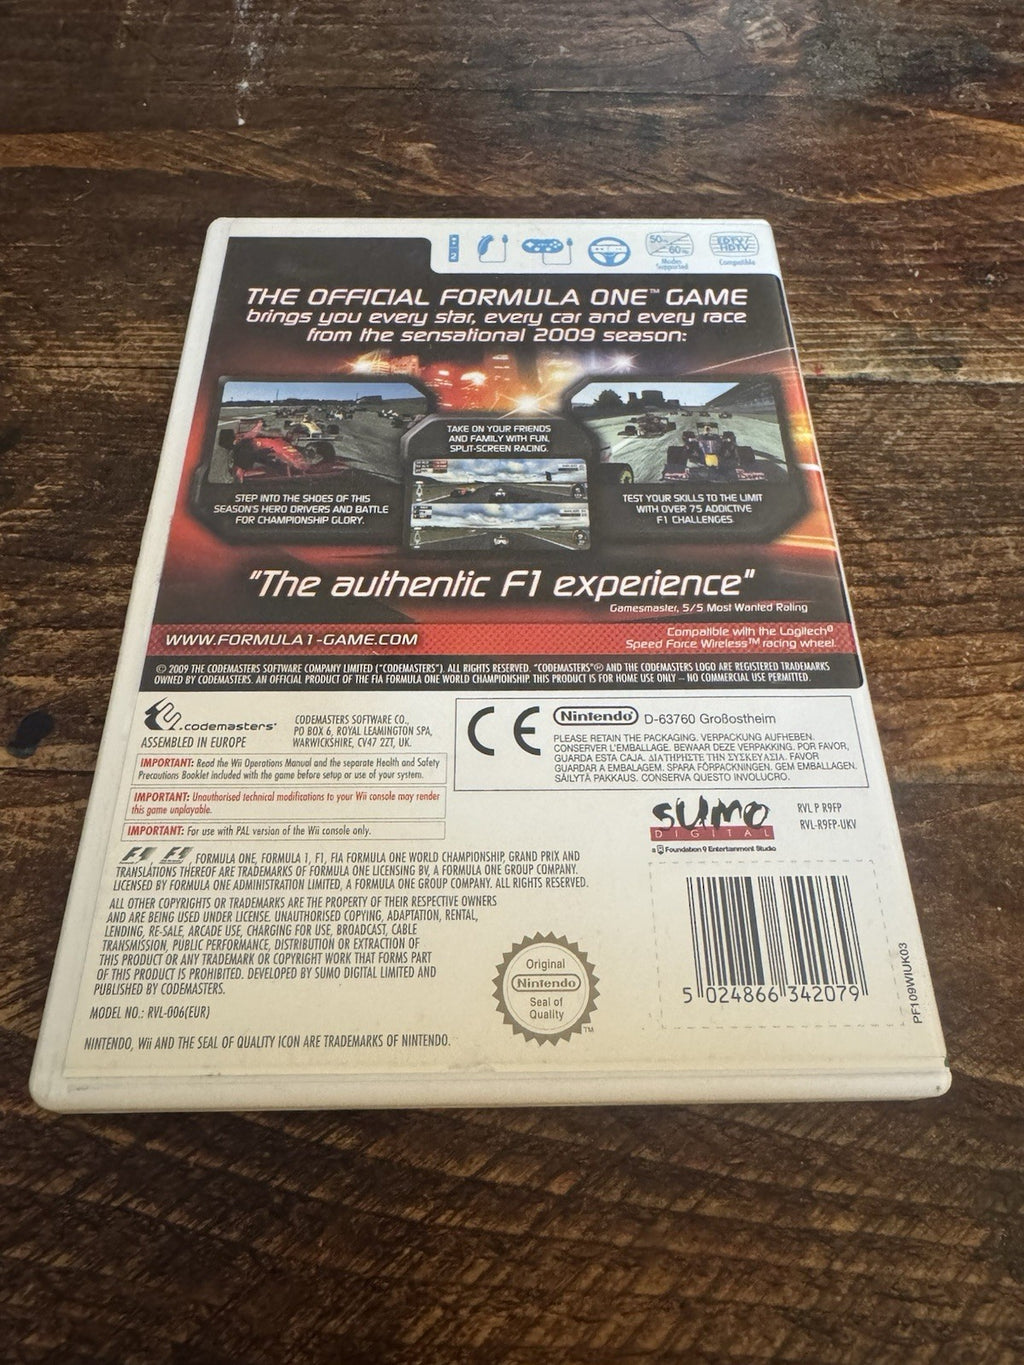 2
50Hz 60Hz
Modes
Supported
EDTV/
HDTV
Compatible
THE OFFICIAL FORMULA ONE™ GAME
brings you every star, every car and every race
from the sensational 2009 season:
TAKE ON YOUR FRIENDS
AND FAMILY WITH FUN,
SPLIT-SCREEN RACING.
STEP INTO THE SHOES OF THIS
SEASON'S HERO DRIVERS AND BATTLE
FOR CHAMPIONSHIP GLORY.
TEST YOUR SKILLS TO THE LIMIT
WITH OVER 75 ADDICTIVE
F1 CHALLENGES.
"The authentic F1 experience"
Gamesmaster, 5/5 Most Wanted Rating
WWW.FORMULA1-GAME.COM
Compatible with the Logitech®
Speed Force Wireless™ racing wheel.
© 2009 THE CODEMASTERS SOFTWARE COMPANY LIMITED ("CODEMASTERS"). ALL RIGHTS RESERVED. "CODEMASTERS"® AND THE CODEMASTERS LOGO ARE REGISTERED TRADEMARKS
OWNED BY CODEMASTERS. AN OFFICIAL PRODUCT OF THE FIA FORMULA ONE WORLD CHAMPIONSHIP. THIS PRODUCT IS FOR HOME USE ONLY – NO COMMERCIAL USE PERMITTED.
codemasters®
ASSEMBLED IN EUROPE
CODEMASTERS SOFTWARE CO.,
PO BOX 6, ROYAL LEAMINGTON SPA,
WARWICKSHIRE, CV47 2ZT, UK.
CE
Nintendo® D-63760 Großostheim
PLEASE RETAIN THE PACKAGING. VERPACKUNG AUFHEBEN.
CONSERVER L'EMBALLAGE. BEWAAR DEZE VERPAKKING. POR FAVOR,
GUARDA ESTA CAJA. ΔΙΑΤΗΡΗΣΤΕ ΤΗΝ ΣΥΣΚΕΥΑΣΙΑ. FAVOR
GUARDAR A EMBALAGEM. SPARA FÖRPACKNINGEN. GEM EMBALLAGEN.
SÄILYTÄ PAKKAUS. CONSERVA QUESTO INVOLUCRO.
IMPORTANT: Read the Wii Operations Manual and the separate Health and Safety
Precautions Booklet included with the game before setup or use of your system.
IMPORTANT: Unauthorised technical modifications to your Wii console may render
this game unplayable.
IMPORTANT: For use with PAL version of the Wii console only.
SUMO
DIGITAL
a Foundation 9 Entertainment Studio
RVL P R9FP
RVL-R9FP-UKV
F1 F1, FORMULA ONE, FORMULA 1, F1, FIA FORMULA ONE WORLD CHAMPIONSHIP, GRAND PRIX AND
TRANSLATIONS THEREOF ARE TRADEMARKS OF FORMULA ONE LICENSING BV, A FORMULA ONE GROUP COMPANY.
LICENSED BY FORMULA ONE ADMINISTRATION LIMITED, A FORMULA ONE GROUP COMPANY. ALL RIGHTS RESERVED.
ALL OTHER COPYRIGHTS OR TRADEMARKS ARE THE PROPERTY OF THEIR RESPECTIVE OWNERS
AND ARE BEING USED UNDER LICENSE. UNAUTHORISED COPYING, ADAPTATION, RENTAL,
LENDING, RE-SALE, ARCADE USE, CHARGING FOR USE, BROADCAST, CABLE
TRANSMISSION, PUBLIC PERFORMANCE, DISTRIBUTION OR EXTRACTION OF
THIS PRODUCT OR ANY TRADEMARK OR COPYRIGHT WORK THAT FORMS PART
OF THIS PRODUCT IS PROHIBITED. DEVELOPED BY SUMO DIGITAL LIMITED AND
PUBLISHED BY CODEMASTERS.
MODEL NO.: RVL-006(EUR)
NINTENDO, Wii AND THE SEAL OF QUALITY ICON ARE TRADEMARKS OF NINTENDO.
Original
Nintendo
Seal of
Quality
TM
5 024866 342079
PF109WIUK03